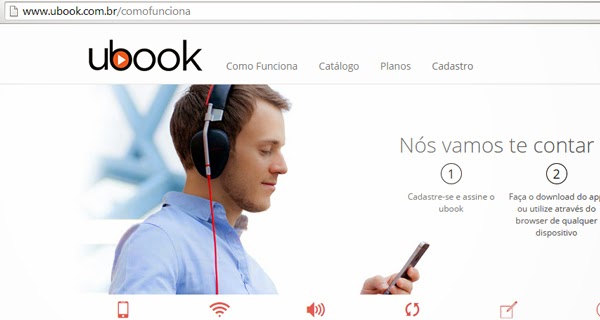 www.ubook.com.br/comofunciona
ubook
Como Funciona
Catálogo
Planos
Cadastro
Nós vamos te contar
1
Cadastre-se e assine o
ubook
2
Faça o download do app
ou utilize através do
browser de qualquer
dispositivo